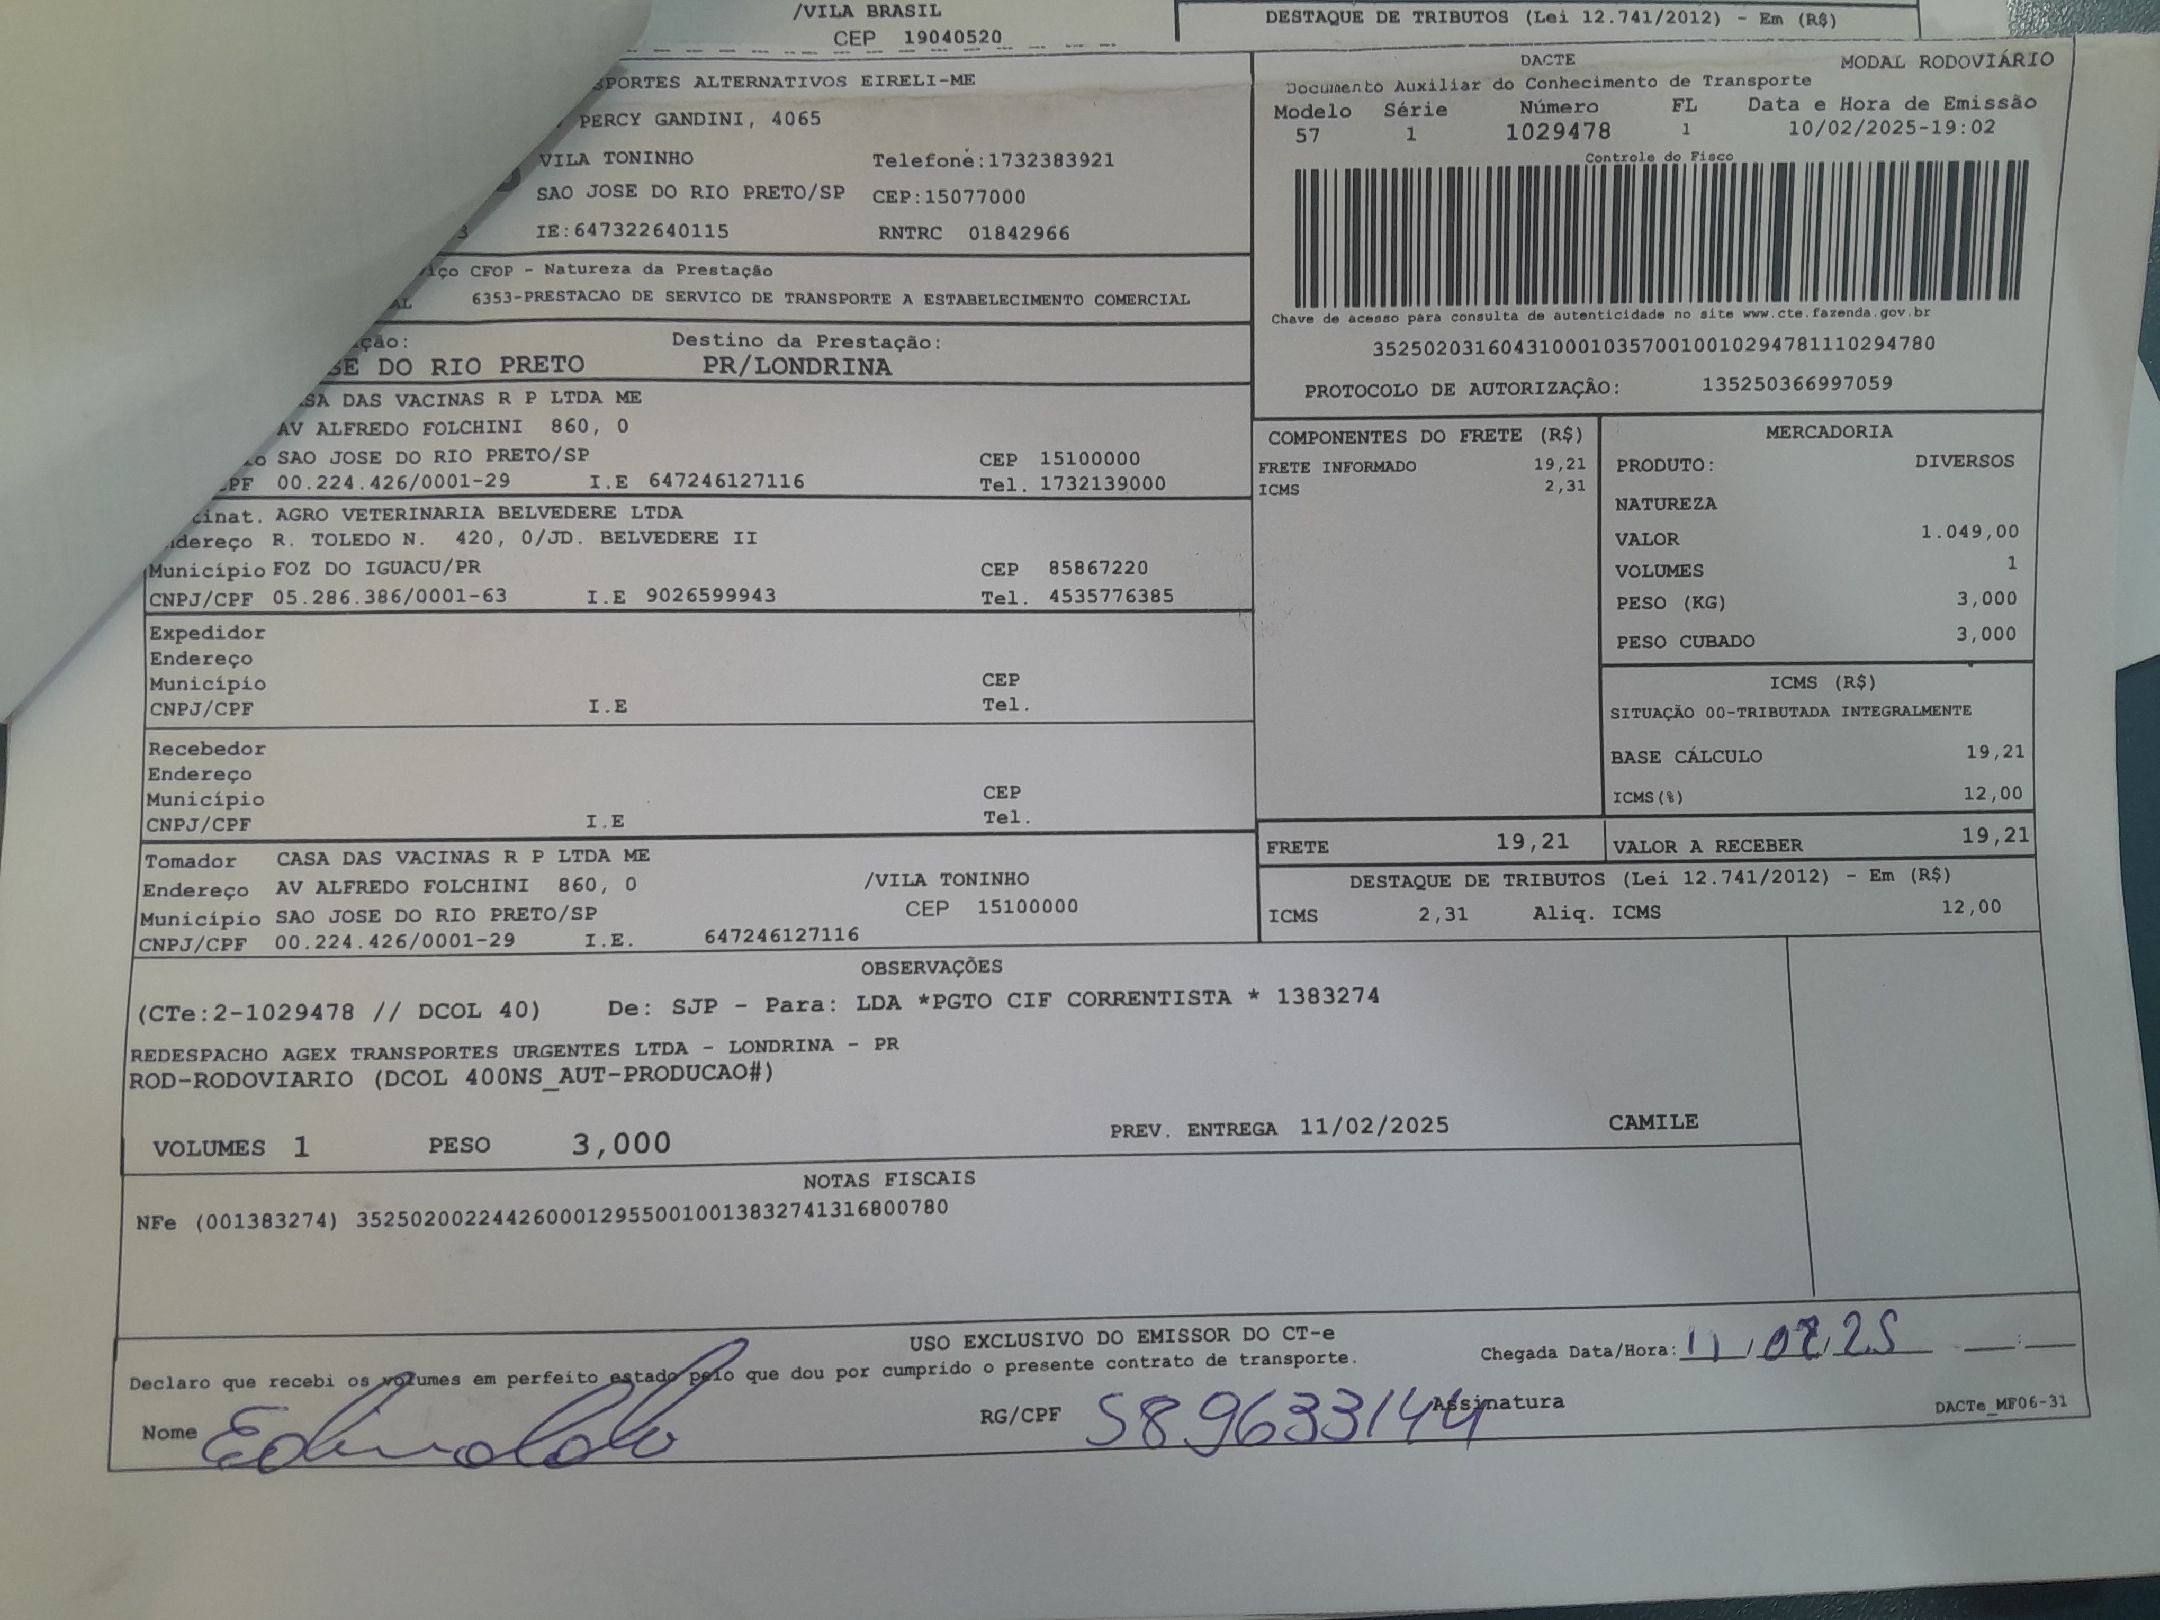 /VILA BRASIL
CEP 19040520
DESTAQUE DE TRIBUTOS (Lei 12.741/2012) - Em (R$)
ALTERNATIVOS EIRELI-ME
PERCY GANDINI, 4065
VILA TONINHO Telefone:1732383921
SAO JOSE DO RIO PRETO/SP CEP:15077000
IE:647322640115 RNTRC 01842966
DACTE MODAL RODOVIÁRIO
Documento Auxiliar do Conhecimento de Transporte
Modelo Série Número FL Data e Hora de Emissão
57 1 1029478 1 10/02/2025-19:02
Controle do Fisco
Chave de acesso para consulta de autenticidade no site www.cte.fazenda.gov.br
35250203160431000103570010010294781110294780
PROTOCOLO DE AUTORIZAÇÃO: 135250366997059
CFOP - Natureza da Prestação
6353-PRESTACAO DE SERVICO DE TRANSPORTE A ESTABELECIMENTO COMERCIAL
Destino da Prestação:
DO RIO PRETO PR/LONDRINA
DAS VACINAS R P LTDA ME
AV ALFREDO FOLCHINI 860, 0
SAO JOSE DO RIO PRETO/SP CEP 15100000
00.224.426/0001-29 I.E 647246127116 Tel. 1732139000
AGRO VETERINARIA BELVEDERE LTDA
R. TOLEDO N. 420, 0/JD. BELVEDERE II
Município FOZ DO IGUACU/PR CEP 85867220
CNPJ/CPF 05.286.386/0001-63 I.E 9026599943 Tel. 4535776385
Expedidor
Endereço
Município CEP
CNPJ/CPF I.E Tel.
Recebedor
Endereço
Município CEP
CNPJ/CPF I.E Tel.
Tomador CASA DAS VACINAS R P LTDA ME
Endereço AV ALFREDO FOLCHINI 860, 0 /VILA TONINHO
Município SAO JOSE DO RIO PRETO/SP CEP 15100000
CNPJ/CPF 00.224.426/0001-29 I.E. 647246127116
COMPONENTES DO FRETE (R$)
FRETE INFORMADO 19,21
ICMS 2,31
MERCADORIA
PRODUTO: DIVERSOS
NATUREZA
VALOR 1.049,00
VOLUMES 1
PESO (KG) 3,000
PESO CUBADO 3,000
ICMS (R$)
SITUAÇÃO 00-TRIBUTADA INTEGRALMENTE
BASE CÁLCULO 19,21
ICMS(%) 12,00
FRETE 19,21 VALOR A RECEBER 19,21
DESTAQUE DE TRIBUTOS (Lei 12.741/2012) - Em (R$)
ICMS 2,31 Aliq. ICMS 12,00
OBSERVAÇÕES
(CTe:2-1029478 // DCOL 40) De: SJP - Para: LDA *PGTO CIF CORRENTISTA * 1383274
REDESPACHO AGEX TRANSPORTES URGENTES LTDA - LONDRINA - PR
ROD-RODOVIARIO (DCOL 400NS_AUT-PRODUCAO#)
VOLUMES 1 PESO 3,000 PREV. ENTREGA 11/02/2025 CAMILE
NOTAS FISCAIS
NFe (001383274) 35250200224426000129550010013832741316800780
USO EXCLUSIVO DO EMISSOR DO CT-e
Declaro que recebi os volumes em perfeito estado pelo que dou por cumprido o presente contrato de transporte.
Chegada Data/Hora: 11/02/25 __:__
Nome RG/CPF 589633144 Assinatura
DACTe_MF06-31